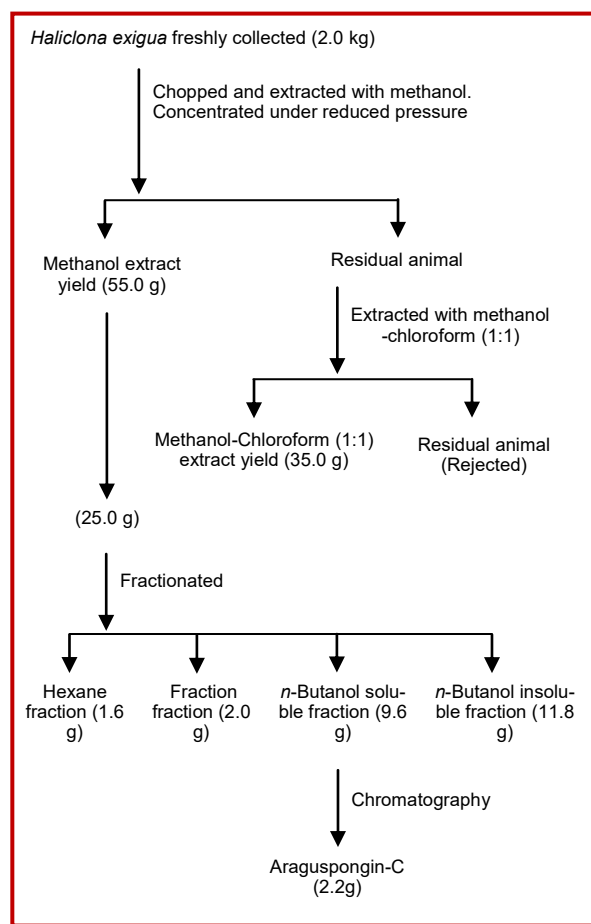 Haliclona exigua freshly collected (2.0 kg)
Chopped and extracted with methanol.
Concentrated under reduced pressure
Methanol extract
yield (55.0 g)
Residual animal
Extracted with methanol
-chloroform (1:1)
Methanol-Chloroform (1:1)
extract yield (35.0 g)
Residual animal
(Rejected)
(25.0 g)
Fractionated
Hexane
fraction (1.6
g)
Fraction
fraction (2.0
g)
n-Butanol solu-
ble fraction (9.6
g)
n-Butanol insolu-
ble fraction (11.8
g)
Chromatography
Araguspongin-C
(2.2g)